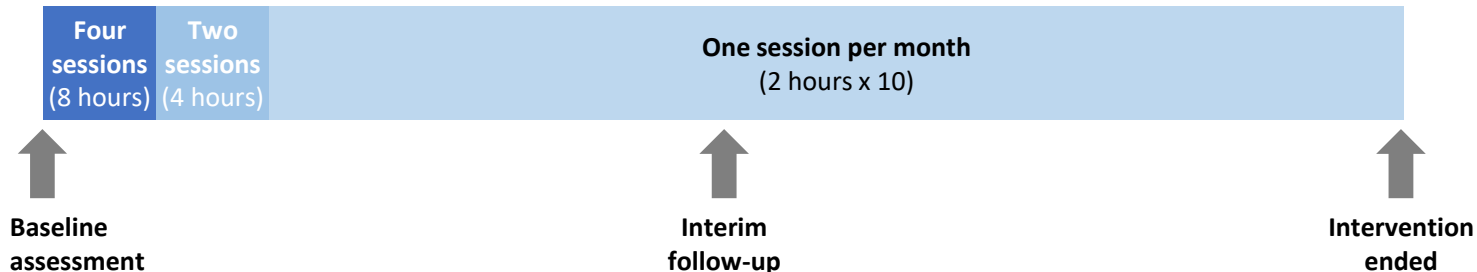 Four
sessions
(8 hours)
Two
sessions
(4 hours)
One session per month
(2 hours x 10)
Baseline
assessment
Interim
follow-up
Intervention
ended